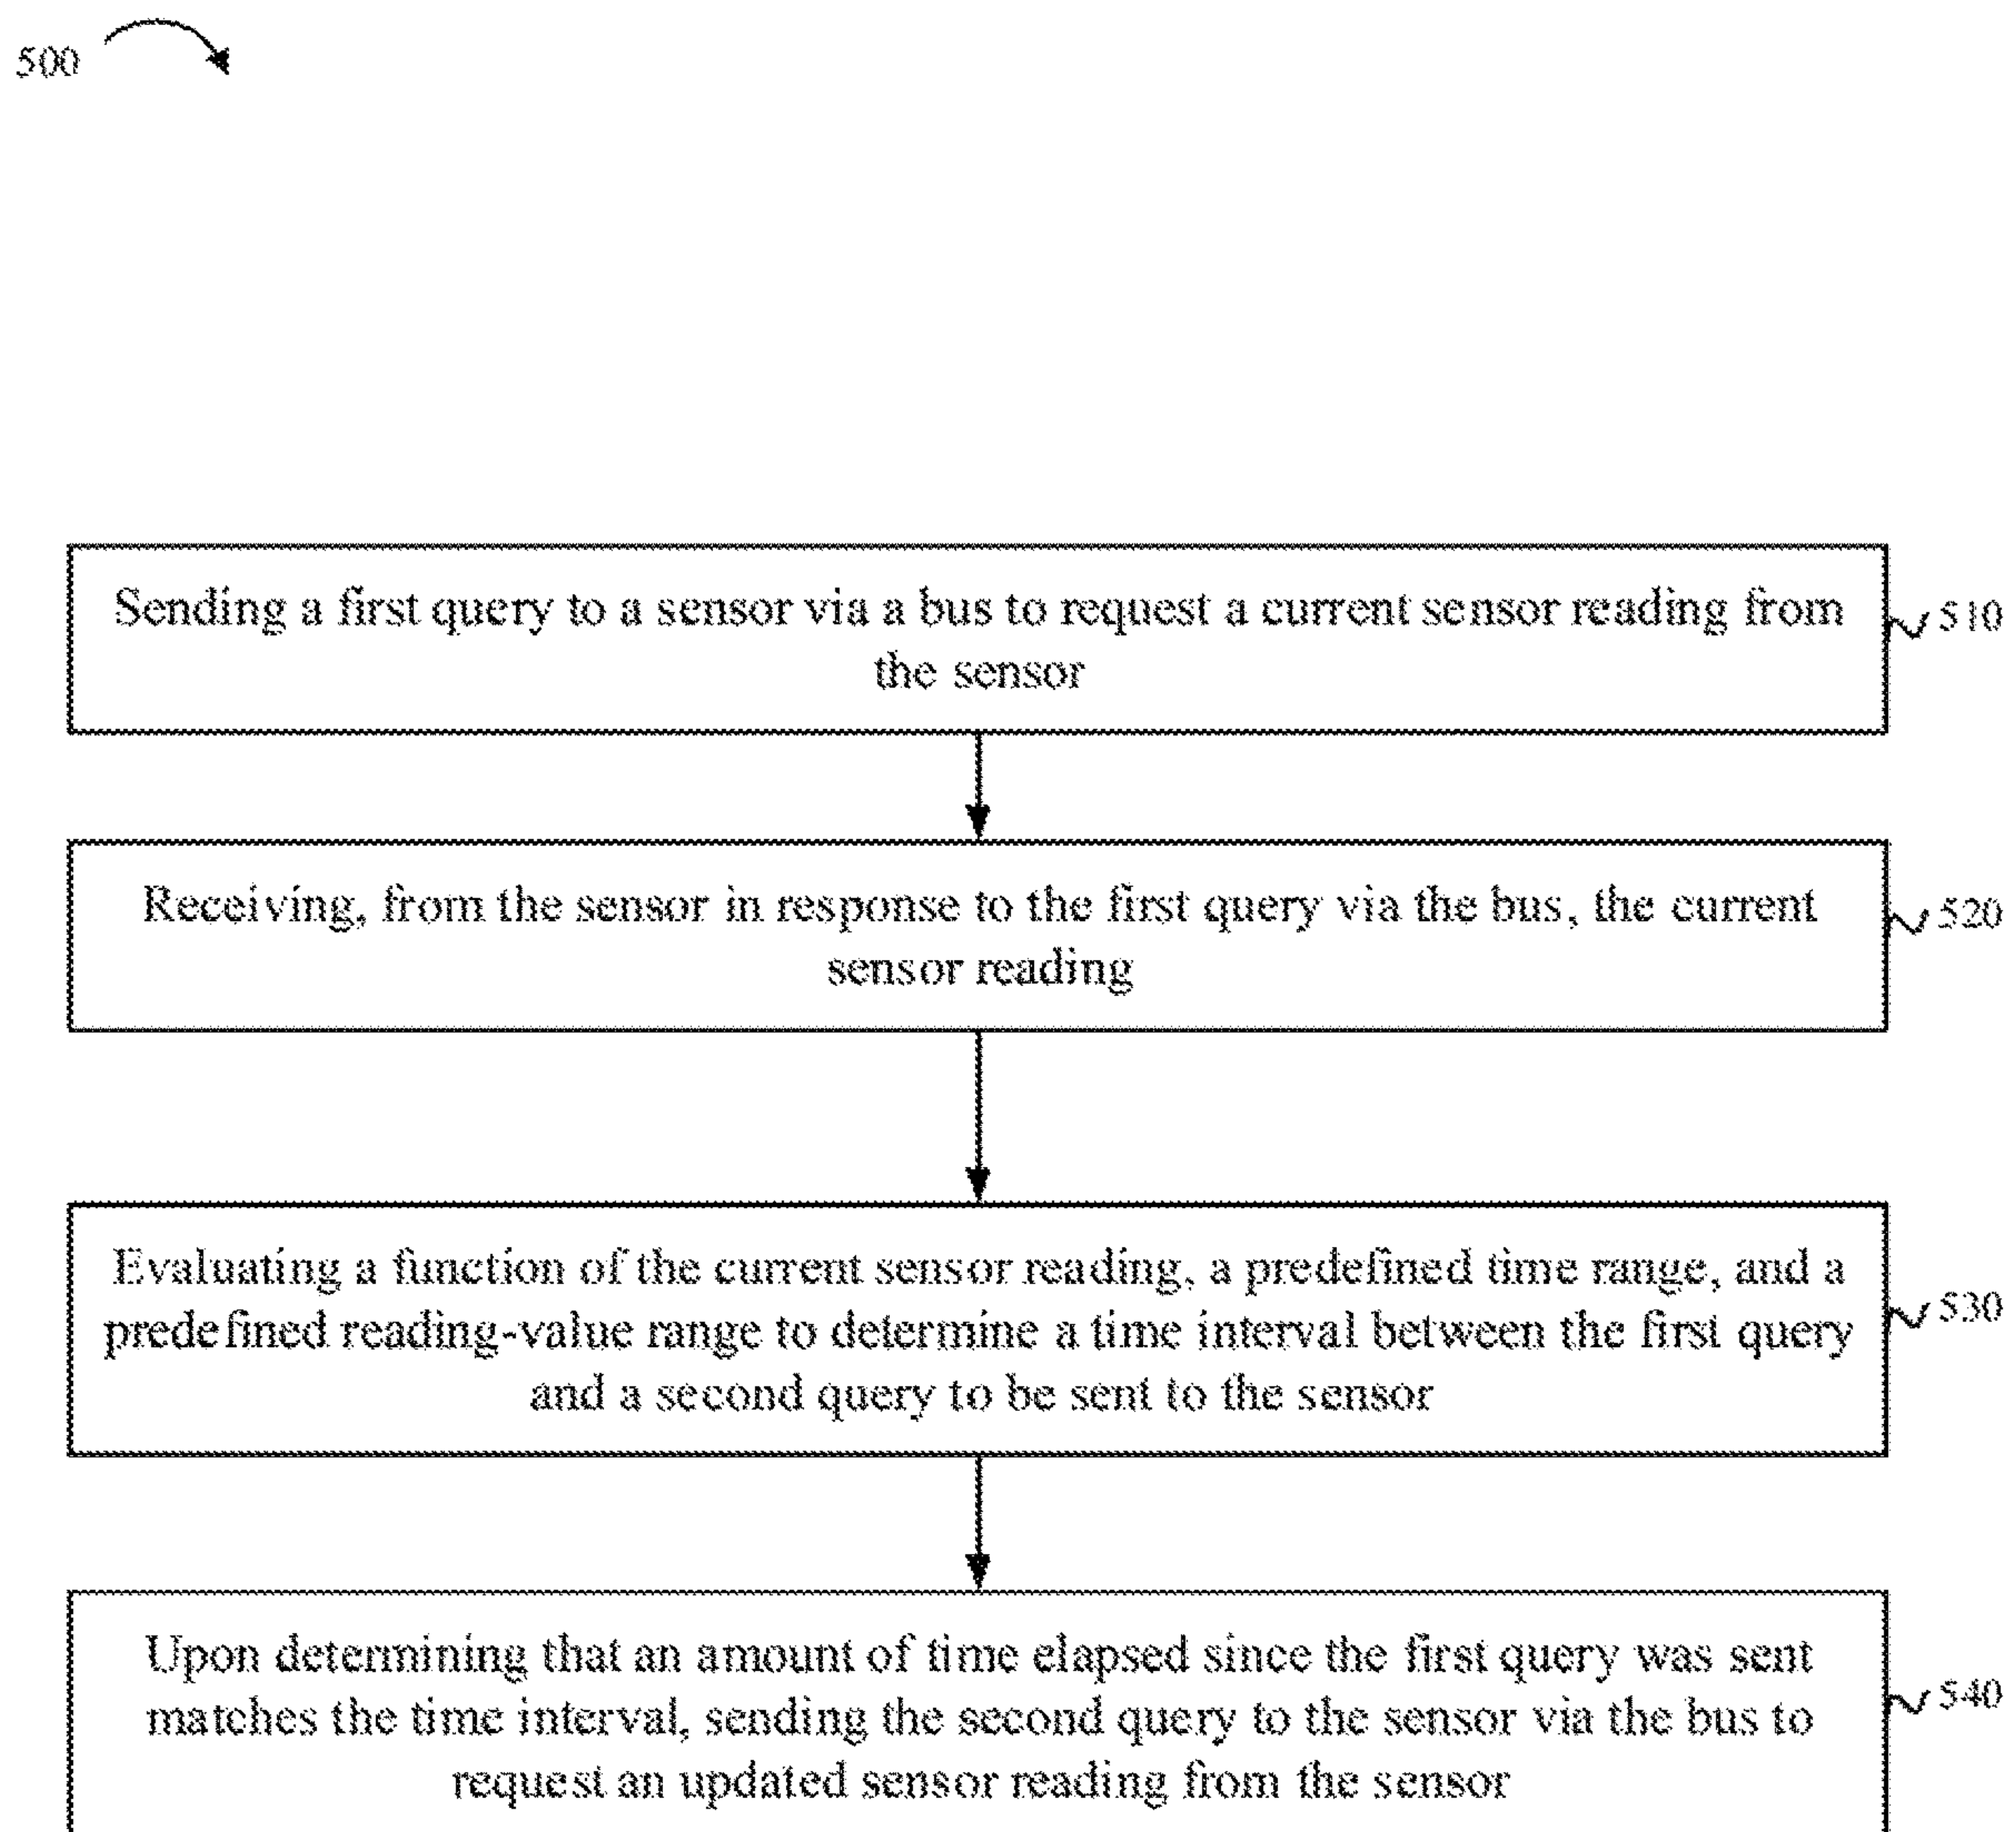 500
Sending a first query to a sensor via a bus to request a current sensor reading from
the sensor
510
Receiving, from the sensor in response to the first query via the bus, the current
sensor reading
520
Evaluating a function of the current sensor reading, a predefined time range, and a
predefined reading-value range to determine a time interval between the first query
and a second query to be sent to the sensor
530
Upon determining that an amount of time elapsed since the first query was sent
matches the time interval, sending the second query to the sensor via the bus to
request an updated sensor reading from the sensor
540